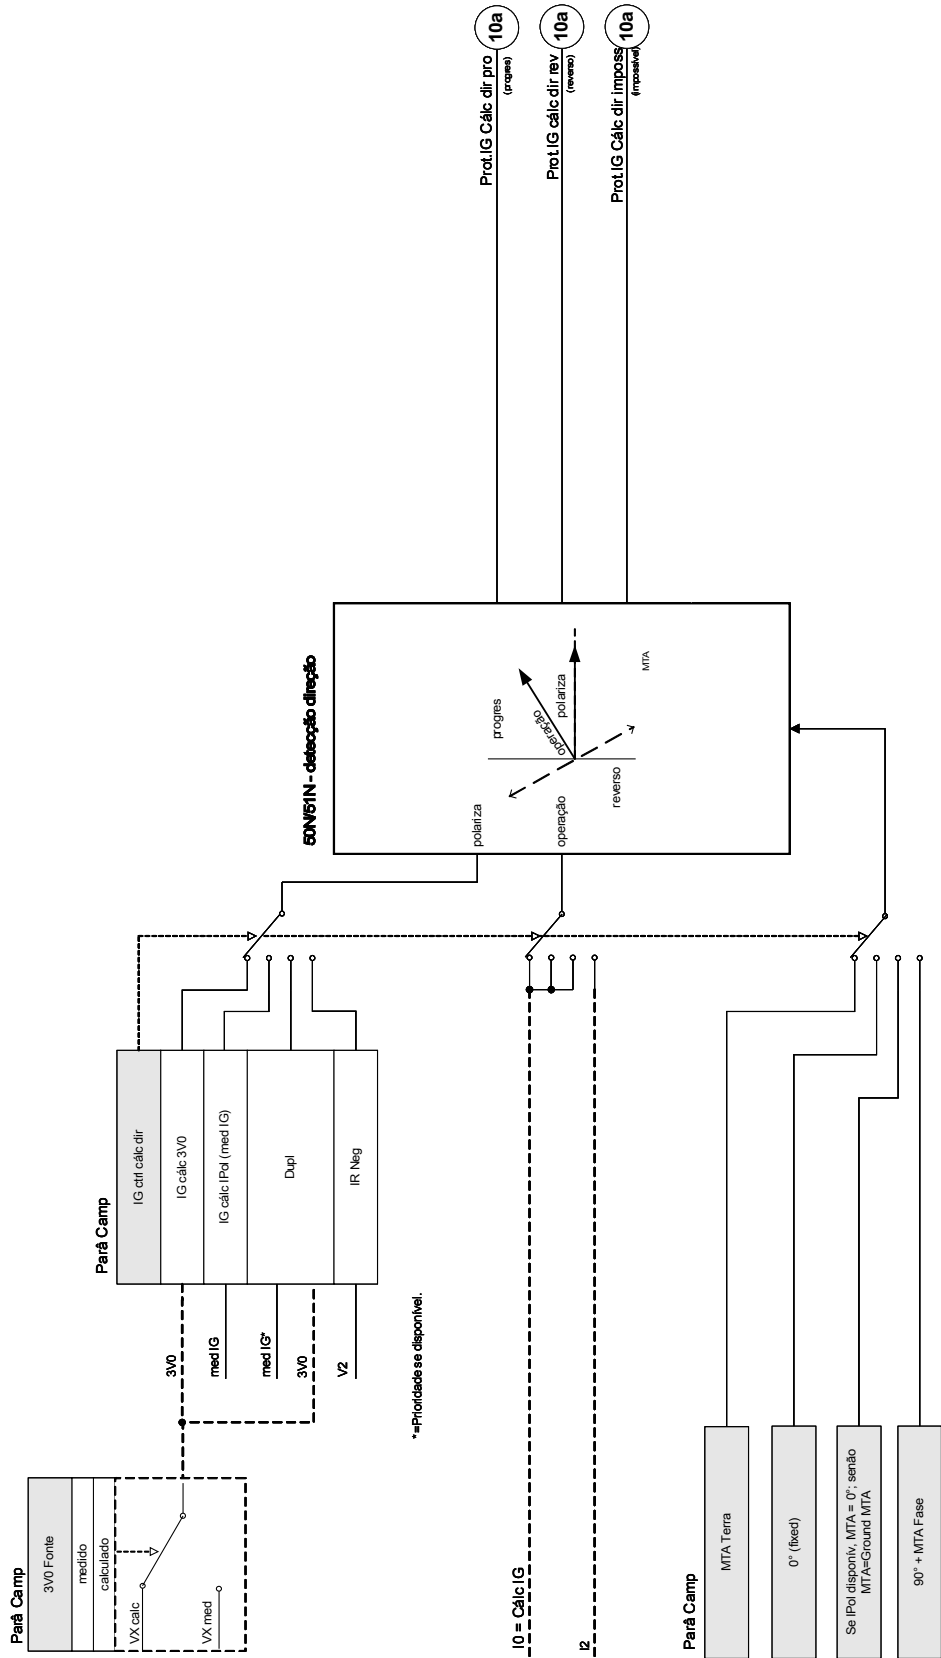 Parâ Camp
3V0 Fonte
medido
calculado
VX calc
VX med
Parâ Camp
IG ctrl cálc dir
IG cálc 3V0
IG cálc IPol (med IG)
Dupl
IR Neg
3V0
med IG
med IG*
3V0
V2
*=Prioridade se disponível.
I0 = Cálc IG
I2
Parâ Camp
MTA Terra
0° (fixed)
Se IPol disponív, MTA = 0°; senão
MTA=Ground MTA
90° + MTA Fase
50N/51N - detecção direção
polariza
operação
progres
operação
polariza
reverso
MTA
Prot.IG Cálc dir pro
(progres)
10a
Prot.IG cálc dir rev
(reverso)
10a
Prot.IG Cálc dir imposs
(impossível)
10a